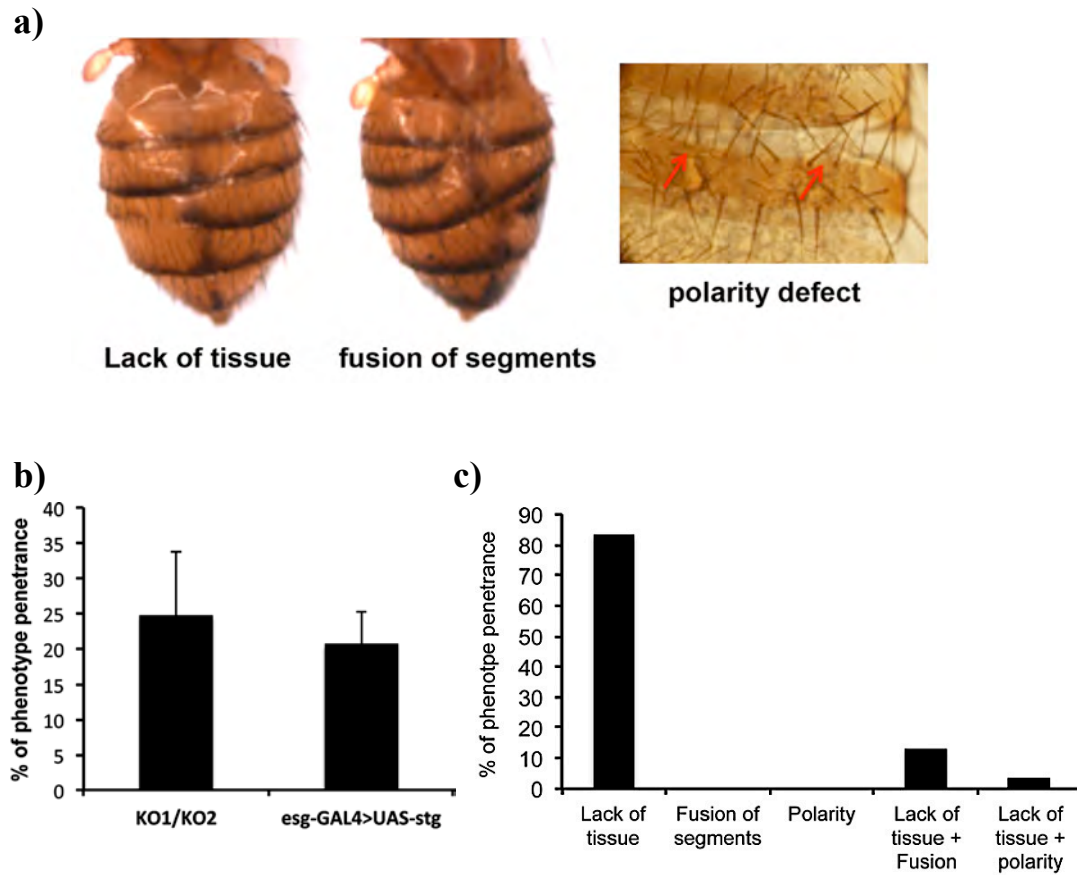 a)
Lack of tissue
fusion of segments
polarity defect
b)
% of phenotype penetrance
40
35
30
25
20
15
10
5
0
KO1/KO2
esg-GAL4>UAS-stg
c)
% of phenotpe penetrance
90
80
70
60
50
40
30
20
10
0
Lack of
tissue
Fusion of
segments
Polarity
Lack of
tissue +
Fusion
Lack of
tissue +
polarity